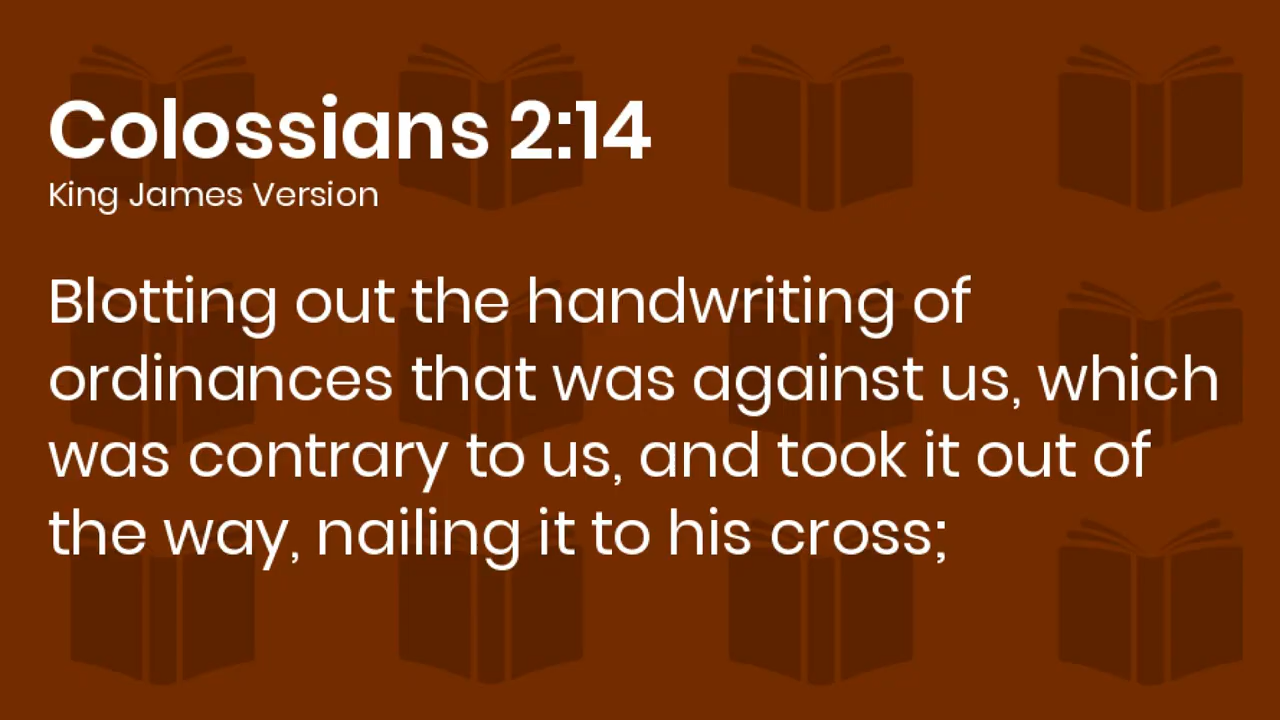 Colossians 2:14
King James Version
Blotting out the handwriting of
ordinances that was against us, which
was contrary to us, and took it out of
the way, nailing it to his cross;